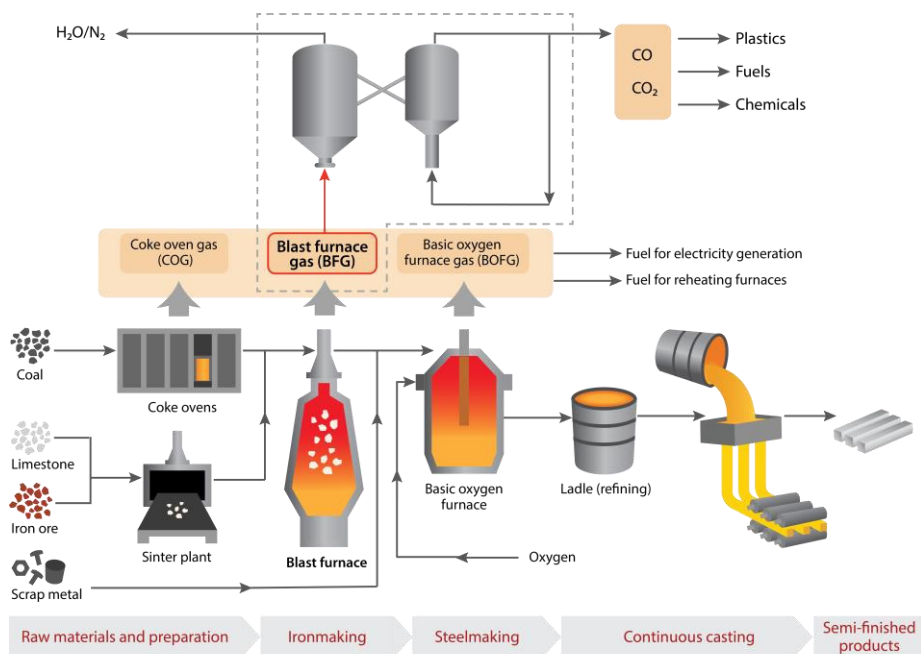 H₂O/N₂
CO
CO₂
Plastics
Fuels
Chemicals
Coke oven gas
(COG)
Blast furnace
gas (BFG)
Basic oxygen
furnace gas (BOFG)
Fuel for electricity generation
Fuel for reheating furnaces
Coal
Coke ovens
Limestone
Iron ore
Sinter plant
Blast furnace
Basic oxygen
furnace
Ladle (refining)
Oxygen
Scrap metal
Raw materials and preparation
Ironmaking
Steelmaking
Continuous casting
Semi-finished
products